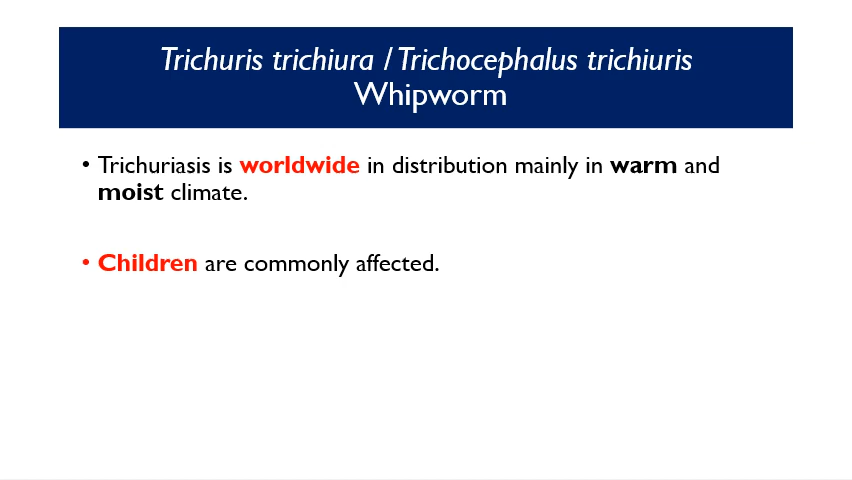 Trichuris trichiura / Trichocephalus trichiuris
Whipworm
• Trichuriasis is worldwide in distribution mainly in warm and
moist climate.
• Children are commonly affected.